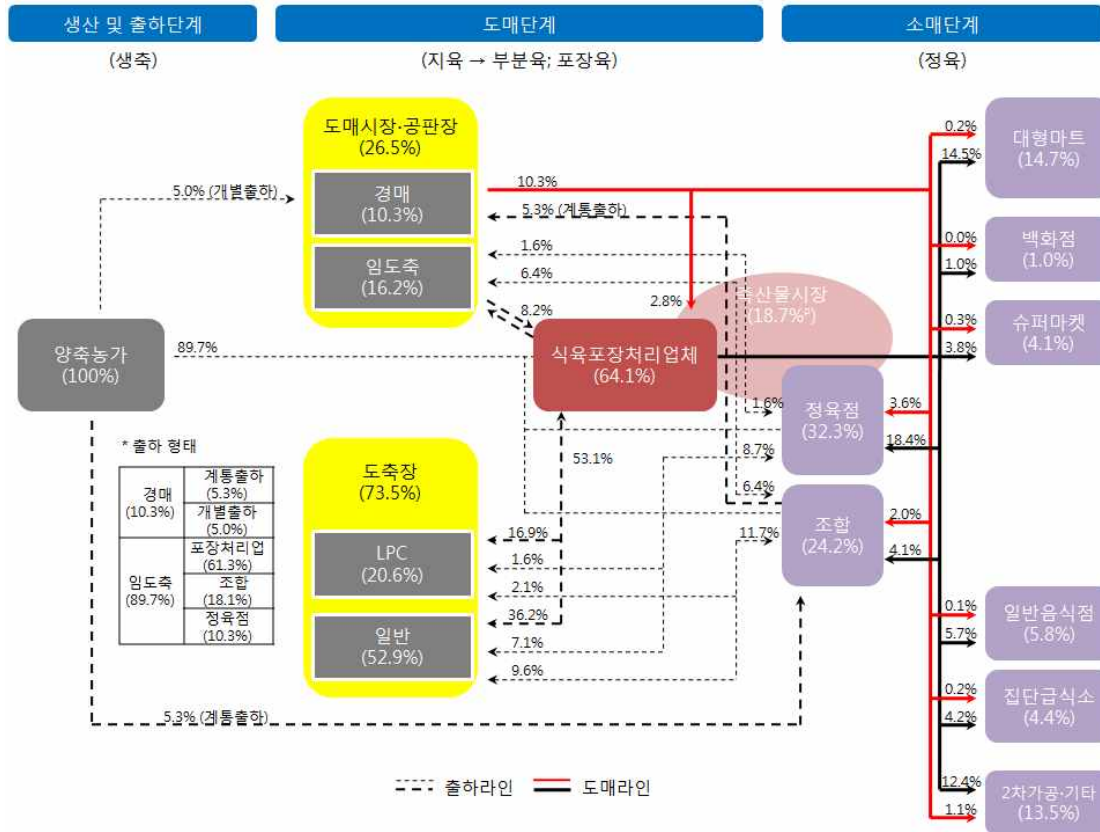 생산 및 출하단계
도매단계
소매단계
(생축)
(지육 → 부분육; 포장육)
(정육)
도매시장·공판장
(26.5%)
경매
(10.3%)
임도축
(16.2%)
5.0% (개별출하)
10.3%
5.3% (계통출하)
1.6%
6.4%
8.2%
2.8%
축산물시장
(18.7%ᵃ)
양축농가
(100%)
89.7%
식육포장처리업체
(64.1%)
53.1%
* 출하 형태
경매
(10.3%)
계통출하
(5.3%)
개별출하
(5.0%)
임도축
(89.7%)
포장처리업
(61.3%)
조합
(18.1%)
정육점
(10.3%)
도축장
(73.5%)
LPC
(20.6%)
일반
(52.9%)
16.9%
1.6%
2.1%
36.2%
7.1%
9.6%
5.3% (계통출하)
1.6%
8.7%
6.4%
11.7%
정육점
(32.3%)
조합
(24.2%)
3.6%
18.4%
2.0%
4.1%
0.2%
14.5%
대형마트
(14.7%)
0.0%
1.0%
백화점
(1.0%)
0.3%
3.8%
슈퍼마켓
(4.1%)
0.1%
5.7%
일반음식점
(5.8%)
0.2%
4.2%
집단급식소
(4.4%)
12.4%
1.1%
2차가공·기타
(13.5%)
출하라인
도매라인